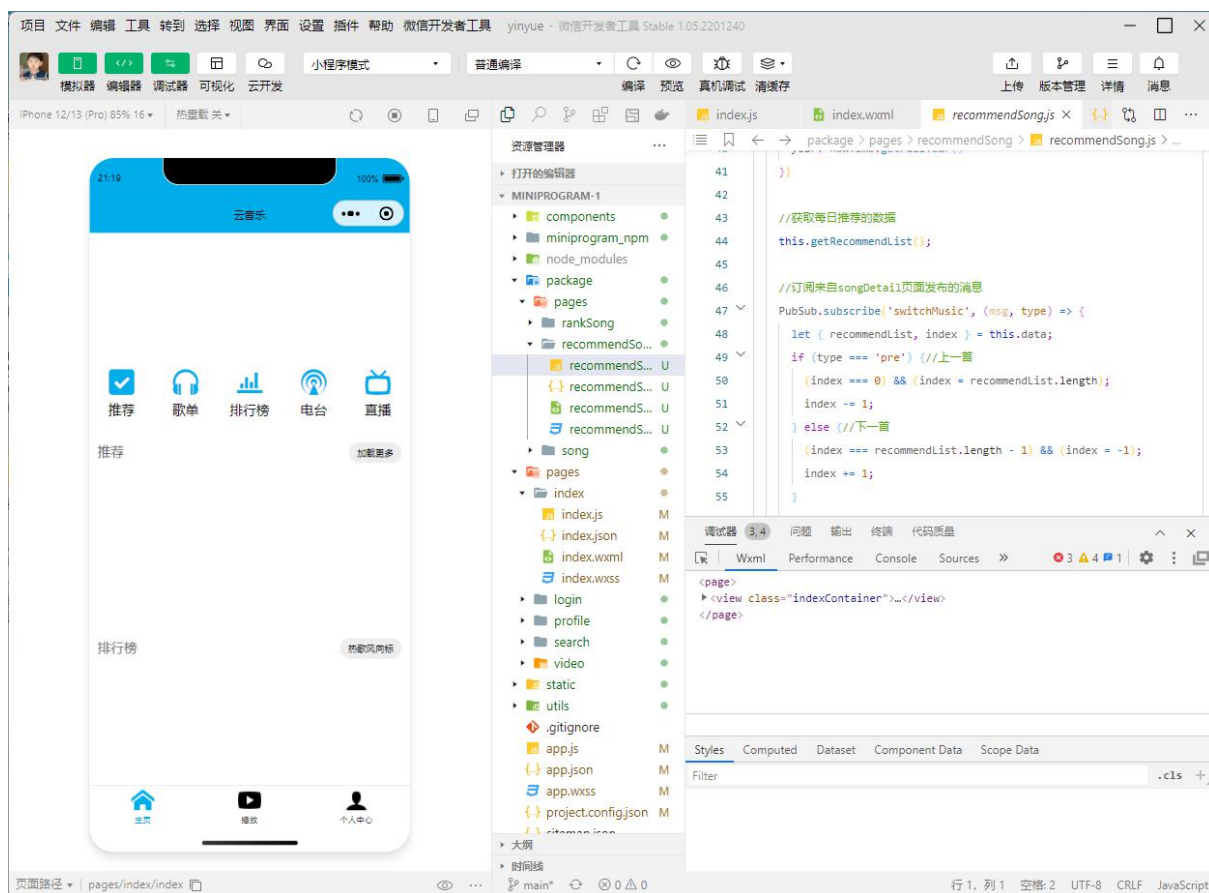 项目 文件 编辑 工具 转到 选择 视图 界面 设置 插件 帮助 微信开发者工具 yinyue - 微信开发者工具 Stable 1.05.2201240
模拟器 编辑器 调试器 可视化 云开发
小程序模式
普通编译
编译 预览 真机调试 清缓存
上传 版本管理 详情 消息
iPhone 12/13 (Pro) 85% 16
热重载 关
21:19
100%
云音乐
推荐 歌单 排行榜 电台 直播
推荐
加载更多
排行榜
热歌风向标
主页 播放 个人中心
页面路径
pages/index/index
资源管理器
打开的编辑器
MINIPROGRAM-1
components
miniprogram_npm
node_modules
package
pages
rankSong
recommendSo...
recommendS... U
recommendS... U
recommendS... U
recommendS... U
song
pages
index
index.js M
index.json M
index.wxml M
index.wxss M
login
profile
search
video
static
utils
.gitignore
app.js M
app.json M
app.wxss M
project.config.json M
sitemap.json
大纲
时间线
main*
0 0
index.js
index.wxml
recommendSong.js
package > pages > recommendSong > recommendSong.js > ...
41 })
42
43 //获取每日推荐的数据
44 this.getRecommendList();
45
46 //订阅来自songDetail页面发布的消息
47 PubSub.subscribe('switchMusic', (msg, type) => {
48 let { recommendList, index } = this.data;
49 if (type === 'pre') {//上一首
50 (index === 0) && (index = recommendList.length);
51 index -= 1;
52 } else {//下一首
53 (index === recommendList.length - 1) && (index = -1);
54 index += 1;
55 }
调试器 3, 4 问题 输出 终端 代码质量
Wxml Performance Console Sources
3 4 1
<page>
<view class="indexContainer">…</view>
</page>
Styles Computed Dataset Component Data Scope Data
Filter
.cls
行 1, 列 1 空格: 2 UTF-8 CRLF JavaScript